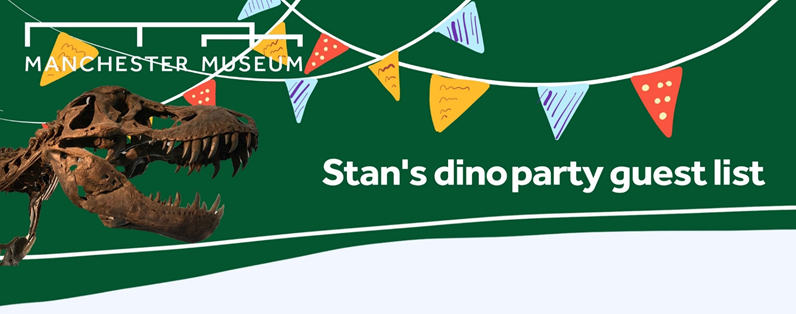 MANCHESTER MUSEUM
Stan's dino party guest list